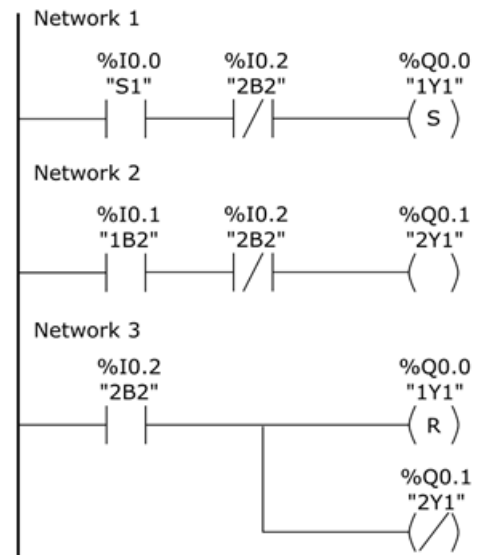 Network 1
%I0.0 %I0.2 %Q0.0
"S1" "2B2" "1Y1"
S
Network 2
%I0.1 %I0.2 %Q0.1
"1B2" "2B2" "2Y1"
Network 3
%I0.2 %Q0.0
"2B2" "1Y1"
R
%Q0.1
"2Y1"